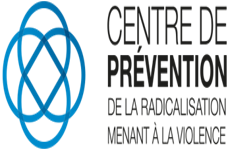 CENTRE DE
PRÉVENTION
DE LA RADICALISATION
MENANT À LA VIOLENCE